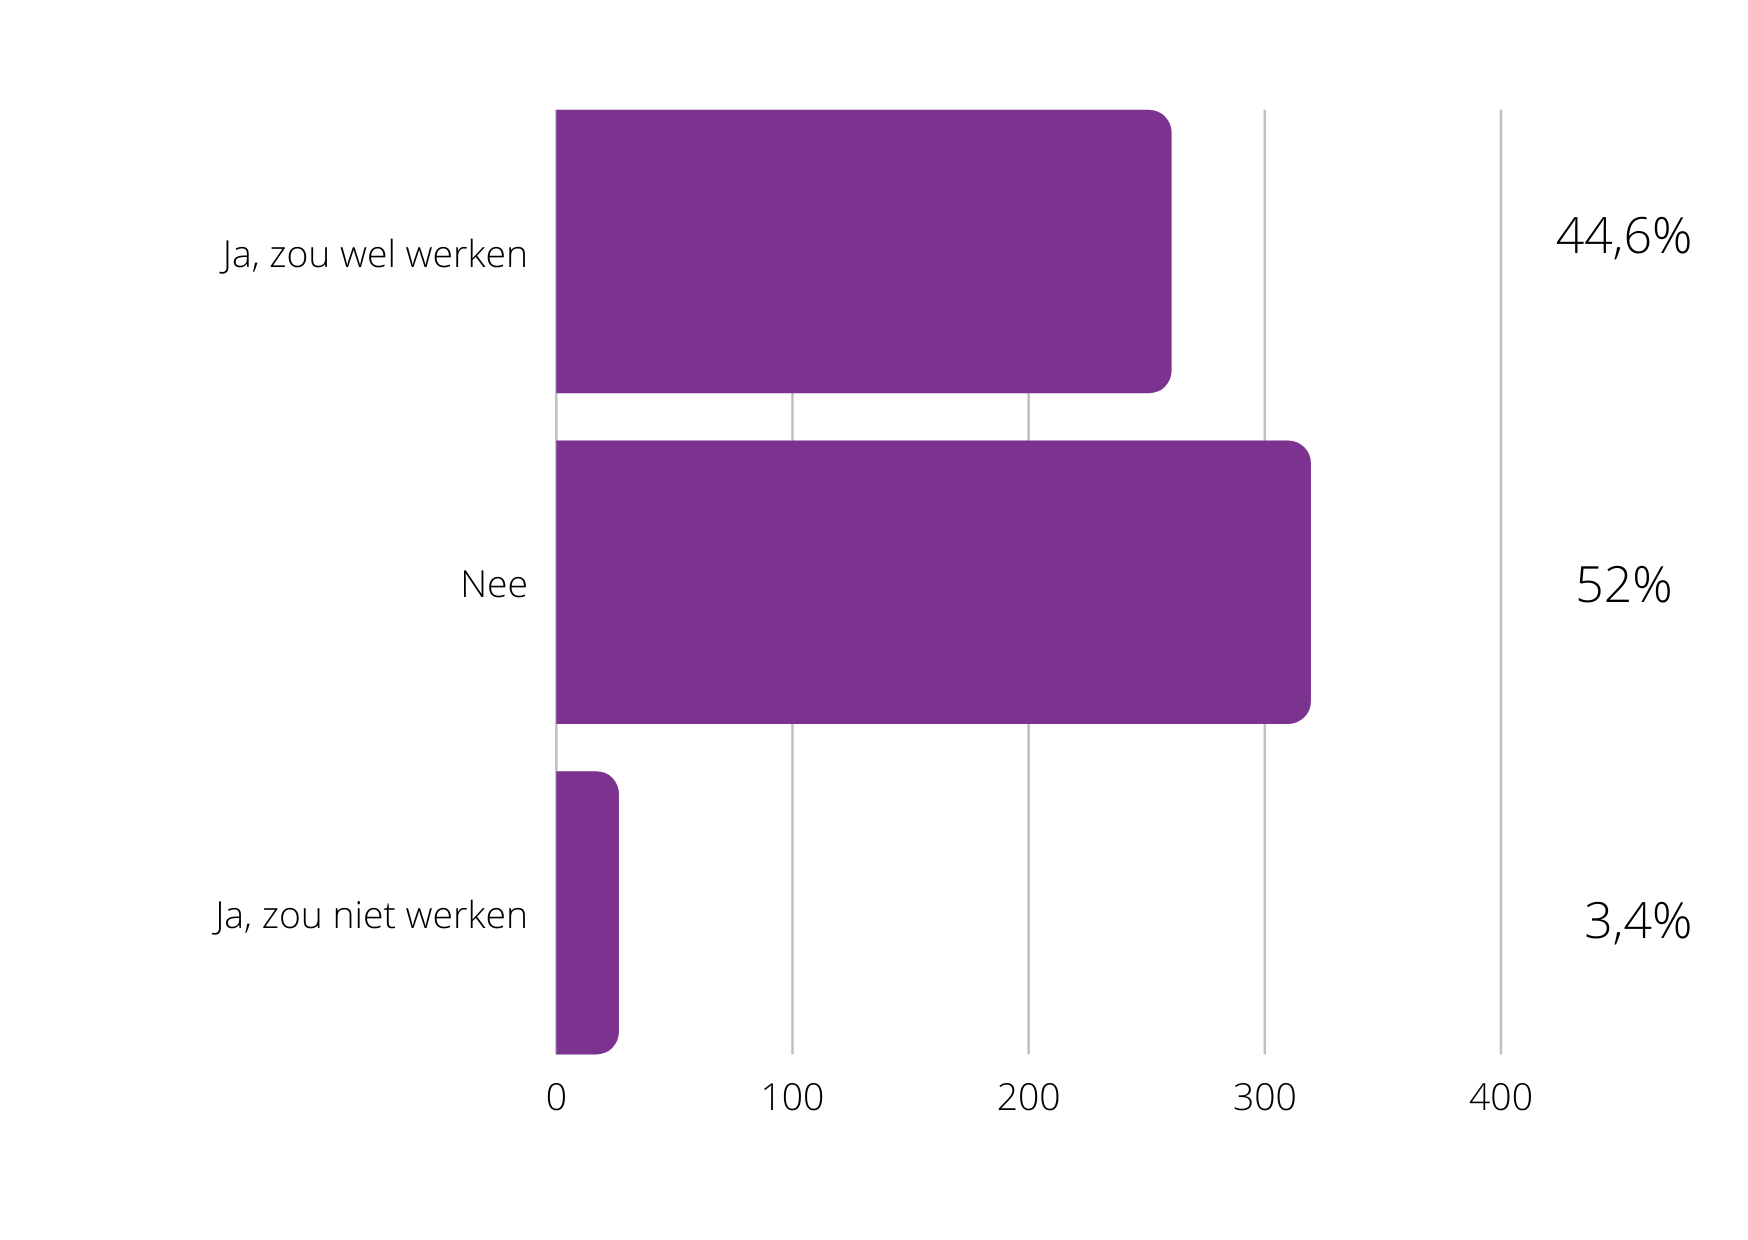 Ja, zou wel werken
44,6%
Nee
52%
Ja, zou niet werken
3,4%
0 100 200 300 400